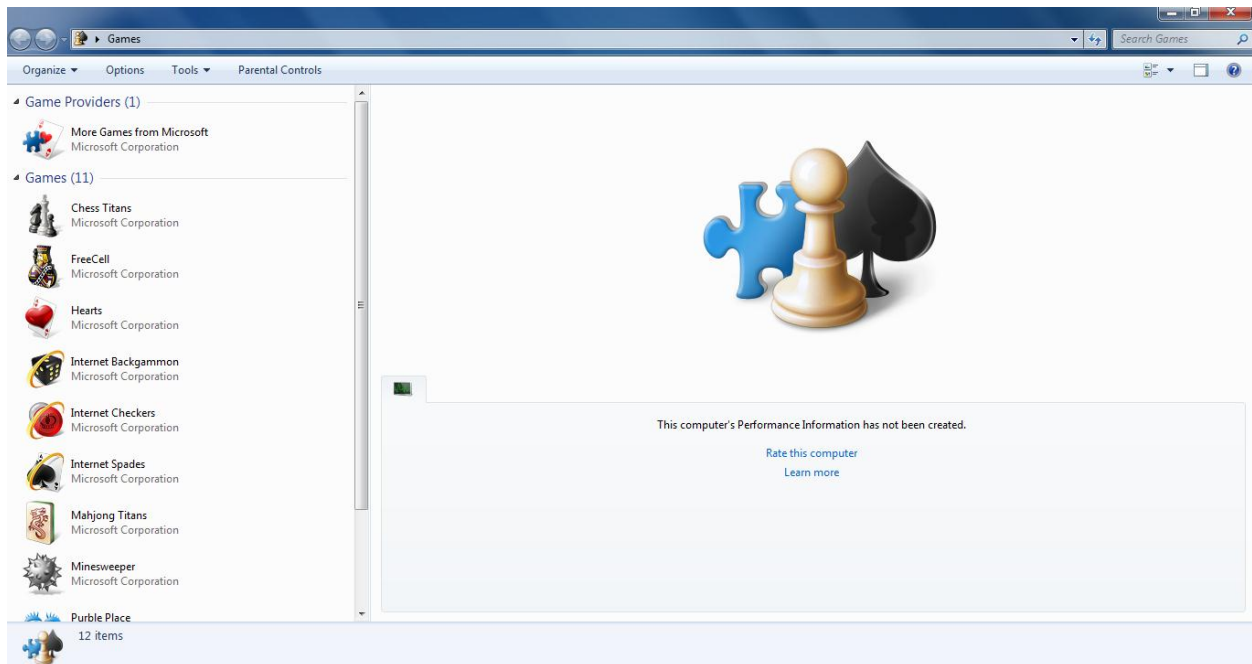 Games
Search Games
Organize Options Tools Parental Controls
Game Providers (1)
More Games from Microsoft
Microsoft Corporation
Games (11)
Chess Titans
Microsoft Corporation
FreeCell
Microsoft Corporation
Hearts
Microsoft Corporation
Internet Backgammon
Microsoft Corporation
Internet Checkers
Microsoft Corporation
Internet Spades
Microsoft Corporation
Mahjong Titans
Microsoft Corporation
Minesweeper
Microsoft Corporation
Purble Place
12 items
This computer's Performance Information has not been created.
Rate this computer
Learn more